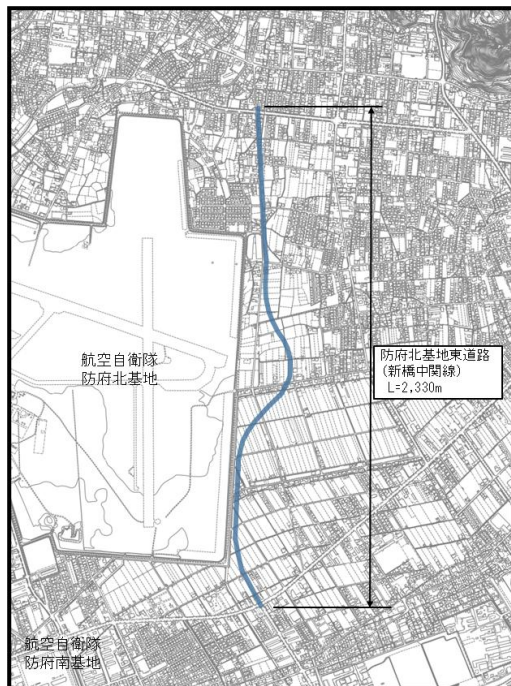 航空自衛隊
防府北基地
防府北基地東道路
(新橋中関線)
L=2,330m
航空自衛隊
防府南基地